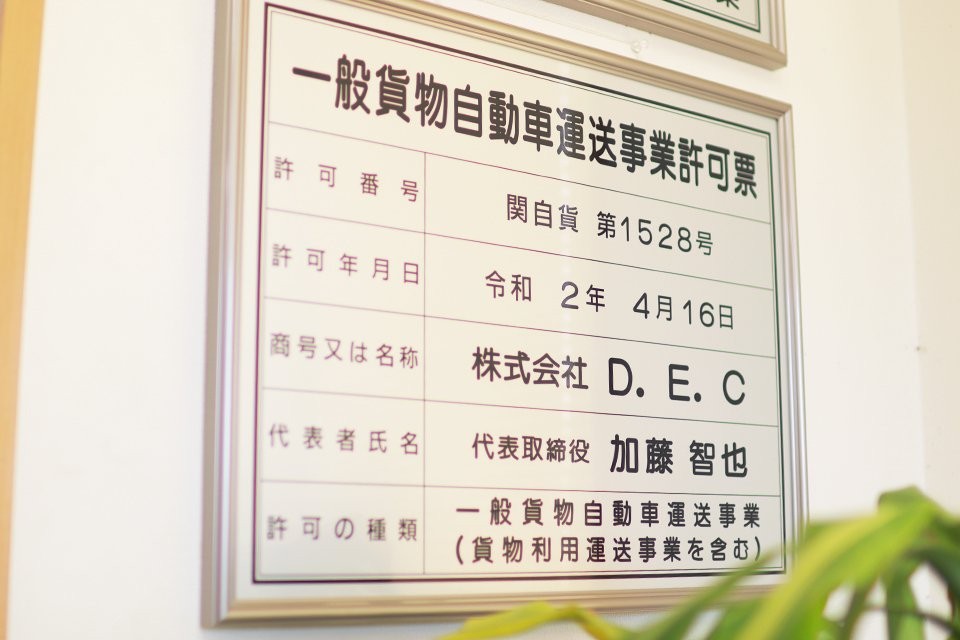 一般貨物自動車運送事業許可票
許可番号 関自貨 第1528号
許可年月日 令和 2年 4月16日
商号又は名称 株式会社 D.E.C
代表者氏名 代表取締役 加藤 智也
許可の種類 一般貨物自動車運送事業
(貨物利用運送事業を含む)